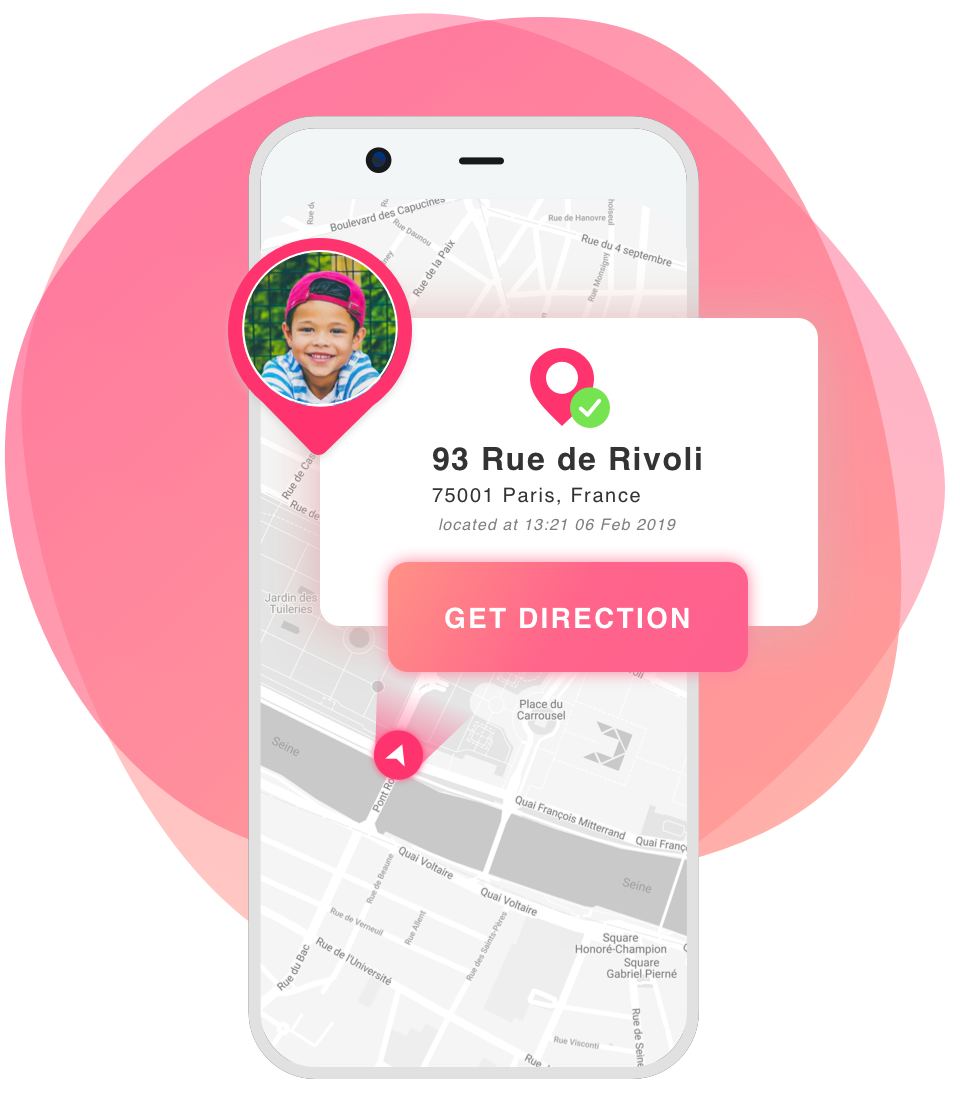 Boulevard des Capucines
Rue de Hanovre
Rue Daunou
Rue du 4 septembre
Rue de la Paix
Rue Monsigny
93 Rue de Rivoli
75001 Paris, France
located at 13:21 06 Feb 2019
Rue de
Jardin des
Tuileries
GET DIRECTION
Place du
Carrousel
Seine
Quai François Mitterrand
Quai Voltaire
Quai Voltaire
Seine
Rue de Beaune
Rue de Verneuil
Rue Allent
Rue des Saints-Pères
Square
Honoré-Champion
Square
Gabriel Pierné
Rue du Bac
Rue de l'Université
Rue Visconti
Rue de Seine